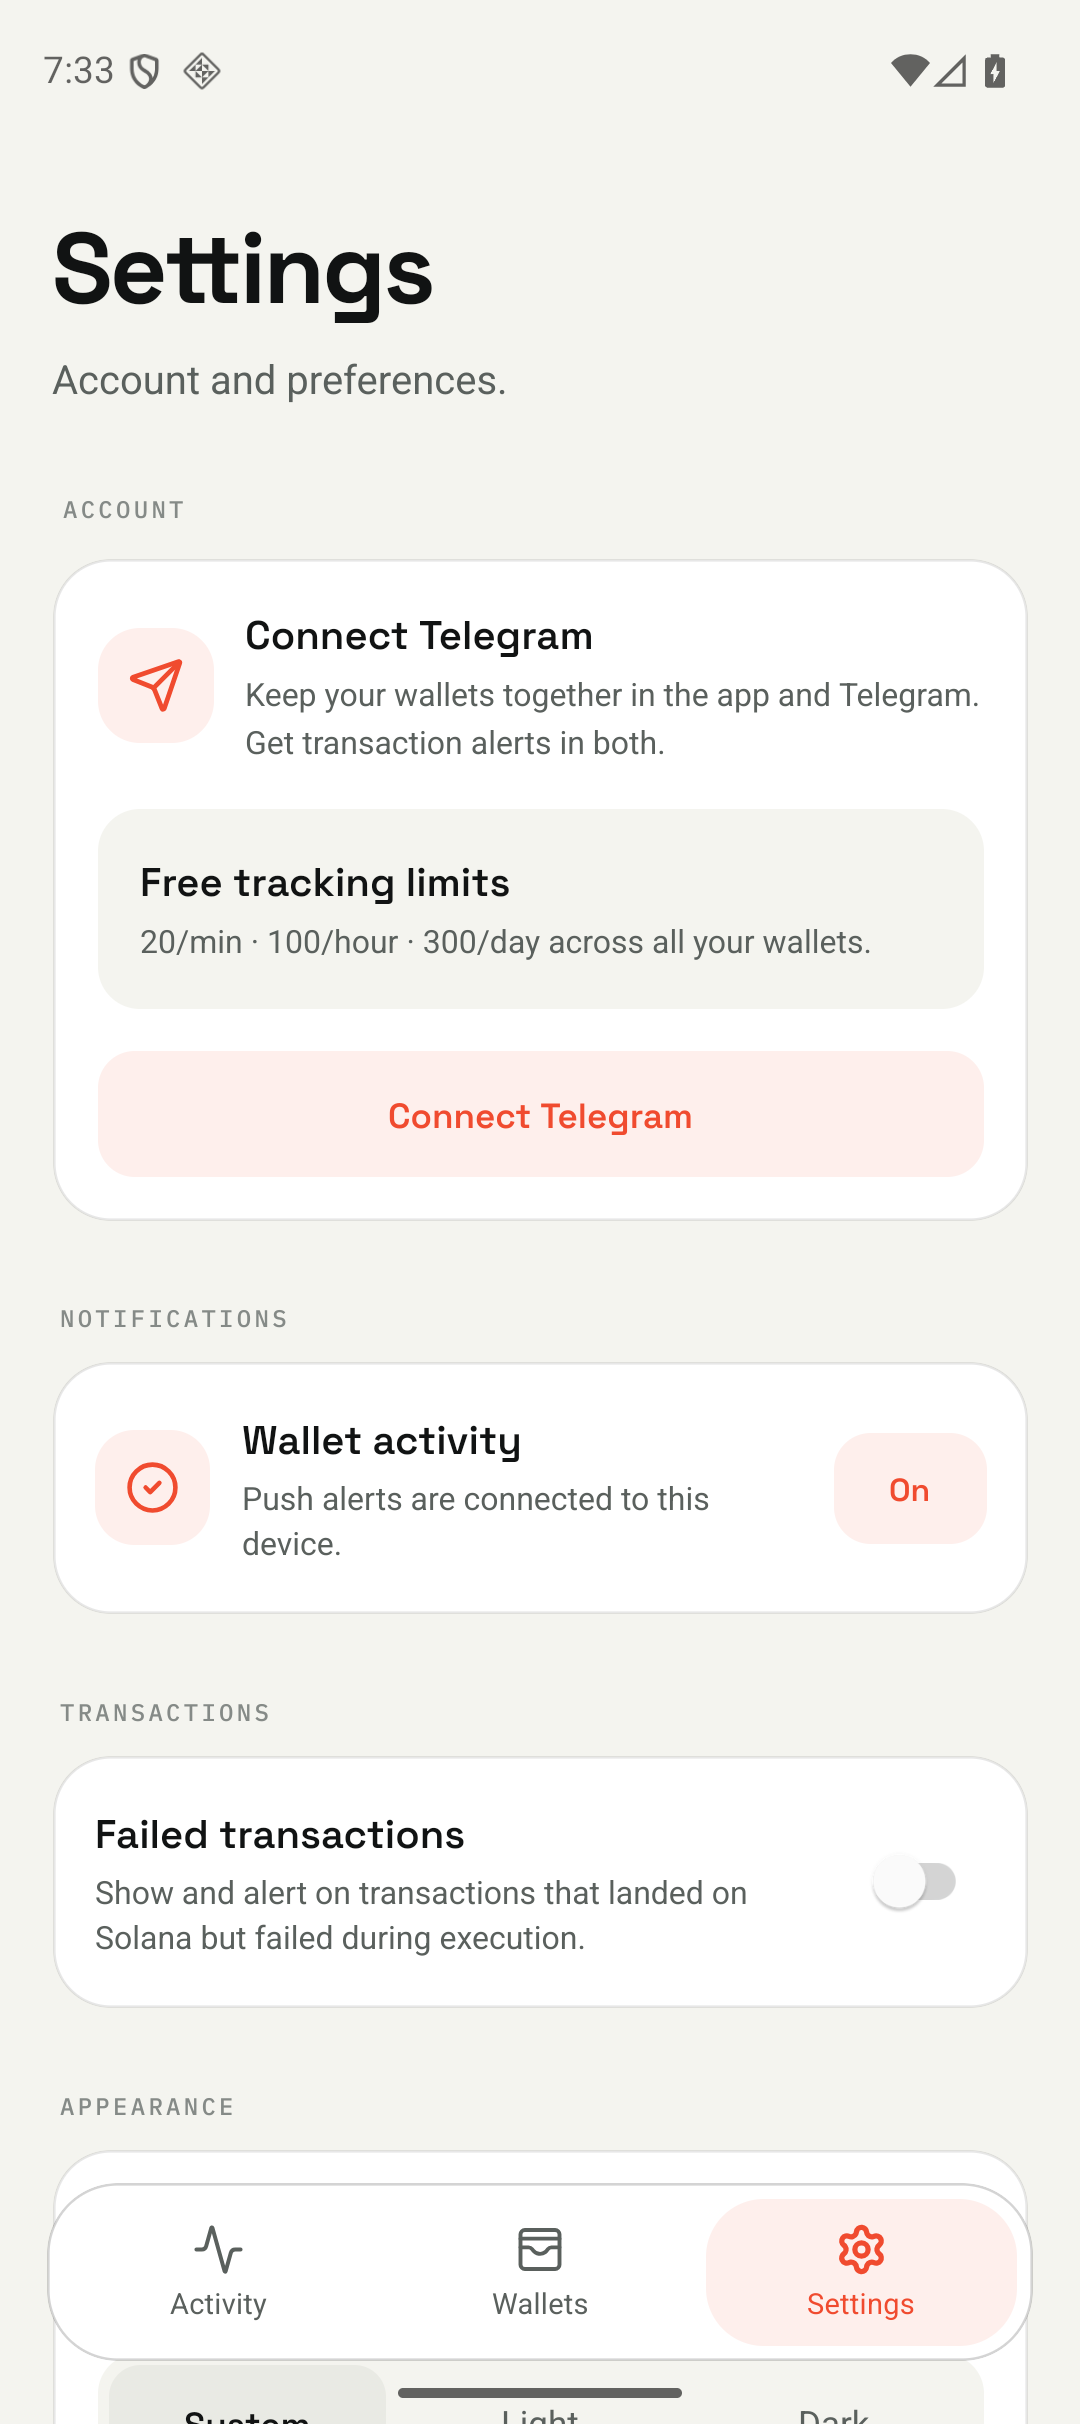 7:33
Settings
Account and preferences.
ACCOUNT
Connect Telegram
Keep your wallets together in the app and Telegram.
Get transaction alerts in both.
Free tracking limits
20/min · 100/hour · 300/day across all your wallets.
Connect Telegram
NOTIFICATIONS
Wallet activity
Push alerts are connected to this
device.
On
TRANSACTIONS
Failed transactions
Show and alert on transactions that landed on
Solana but failed during execution.
APPEARANCE
Activity
Wallets
Settings
System
Light
Dark